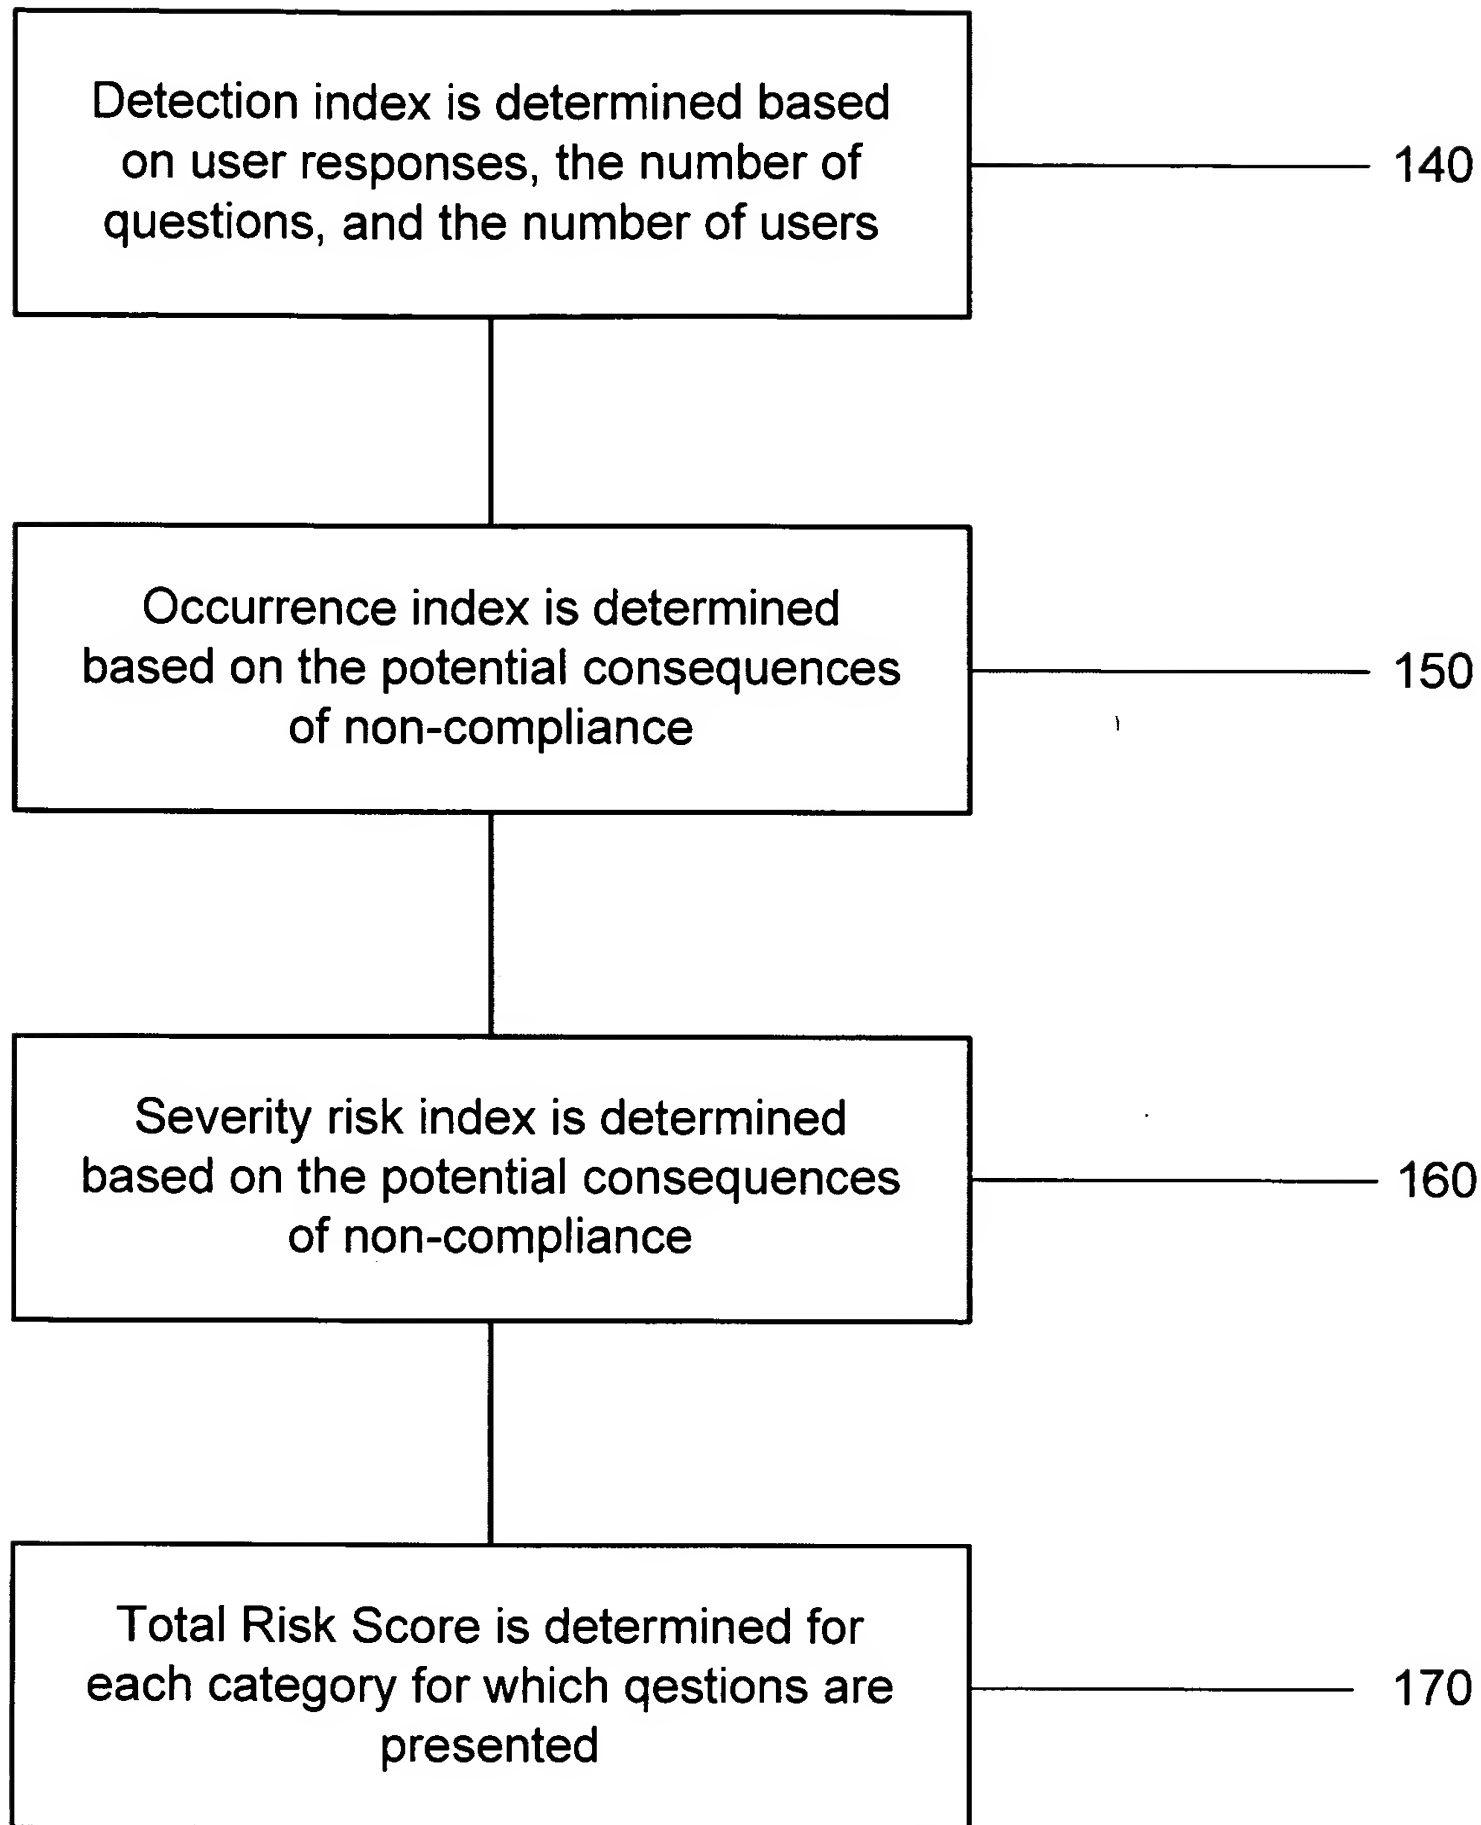 Detection index is determined based
on user responses, the number of
questions, and the number of users
140
Occurrence index is determined
based on the potential consequences
of non-compliance
150
Severity risk index is determined
based on the potential consequences
of non-compliance
160
Total Risk Score is determined for
each category for which qestions are
presented
170